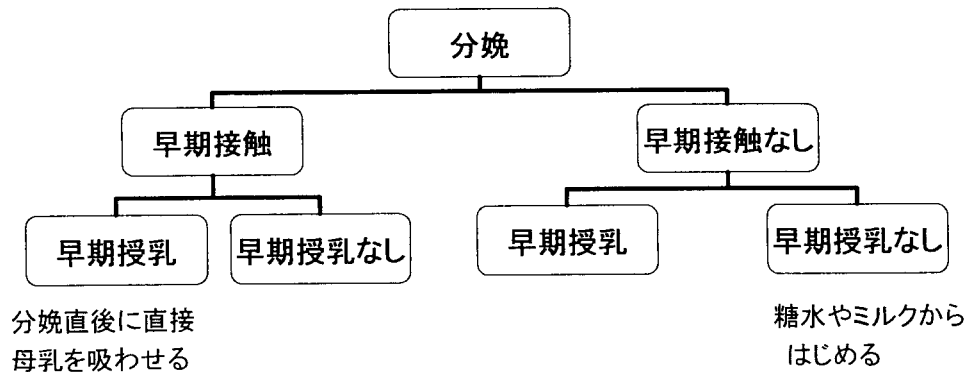 分娩
早期接触
早期接触なし
早期授乳
早期授乳なし
早期授乳
早期授乳なし
分娩直後に直接
母乳を吸わせる
糖水やミルクから
はじめる